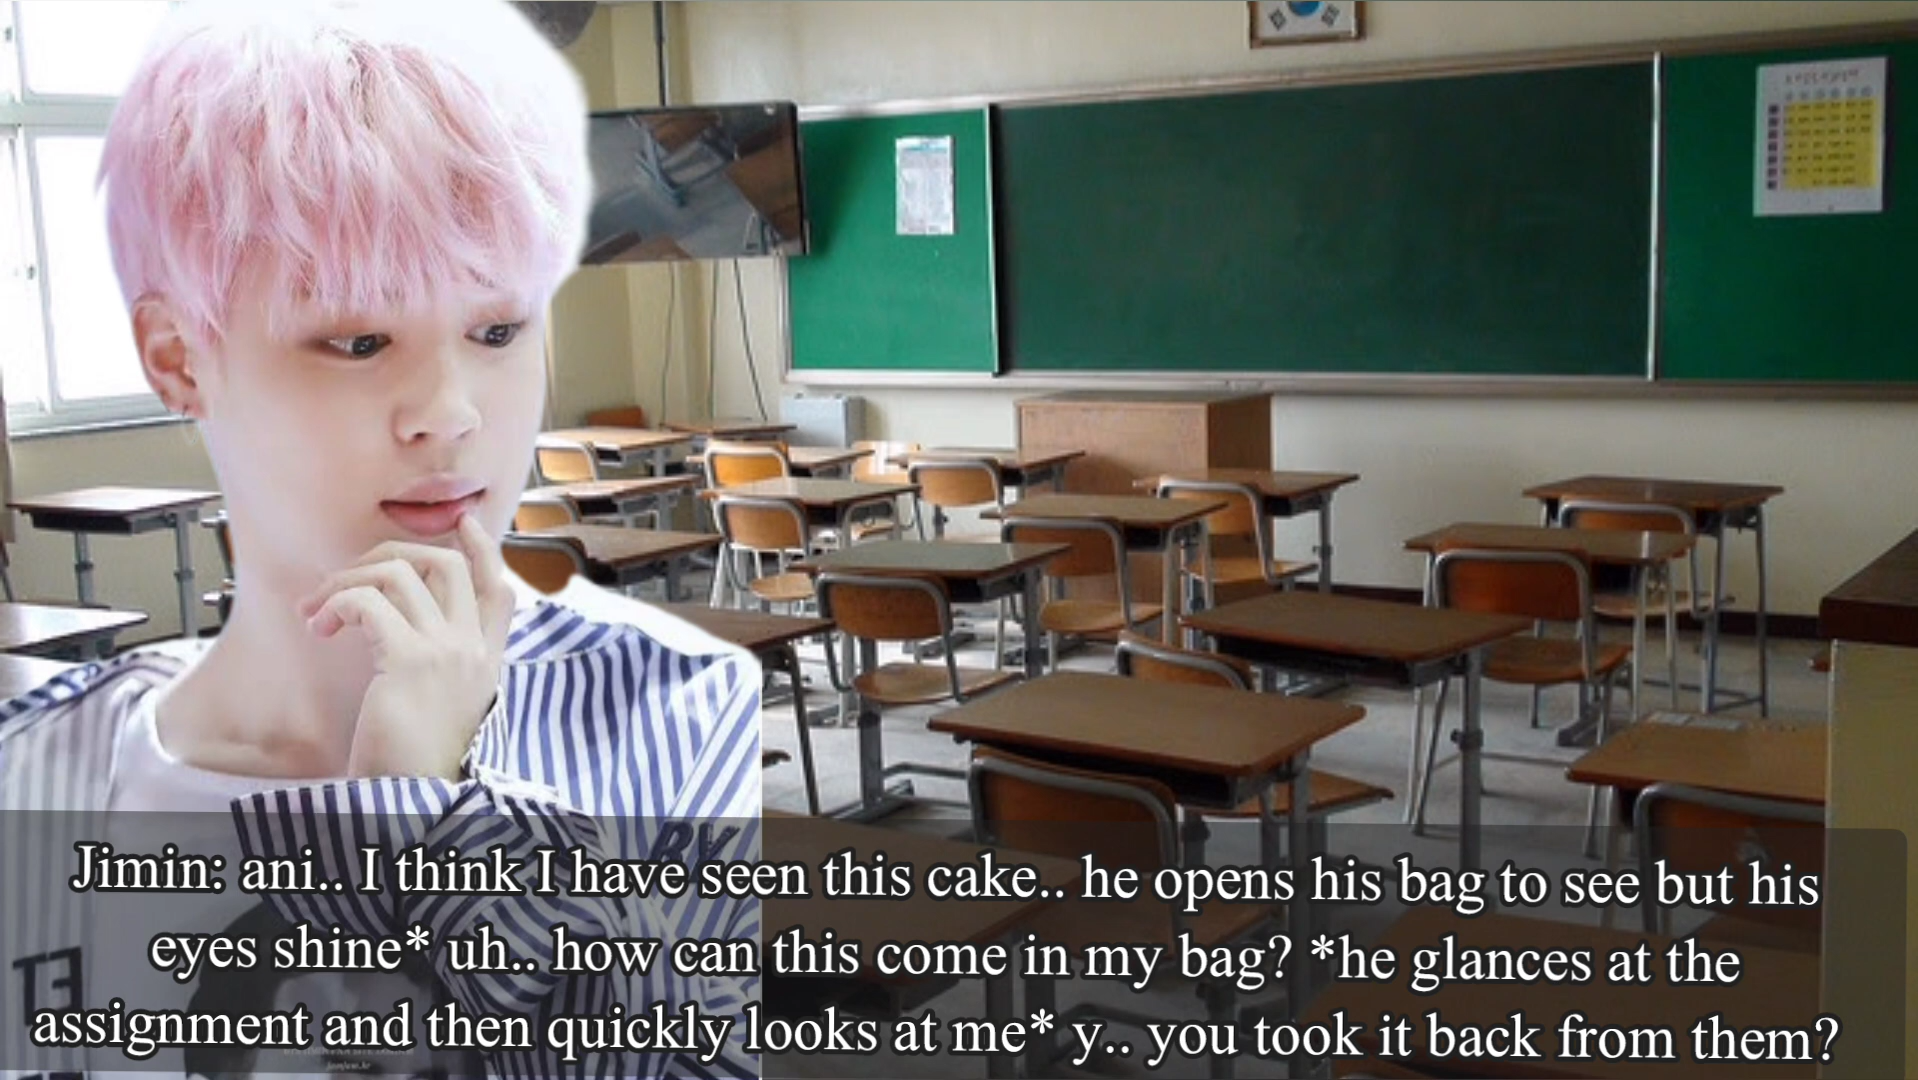 Jimin: ani.. I think I have seen this cake.. he opens his bag to see but his
eyes shine* uh.. how can this come in my bag? *he glances at the
assignment and then quickly looks at me* y.. you took it back from them?